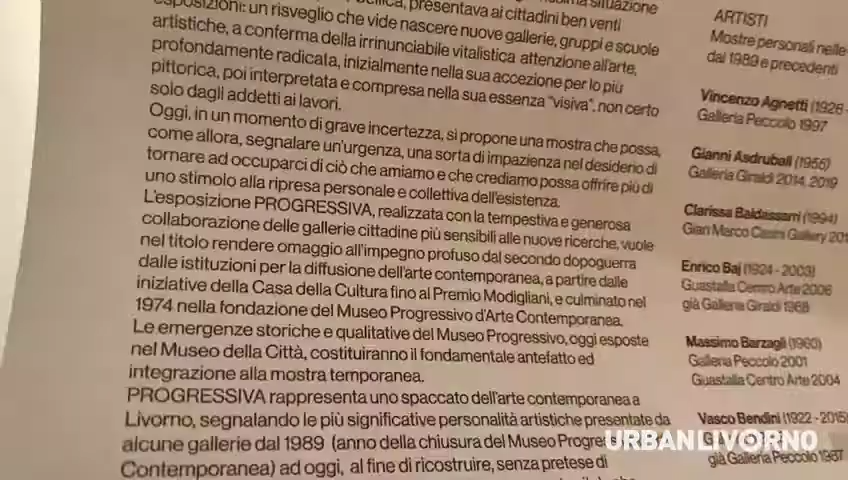 presentava ai cittadini ben venti
esposizioni: un risveglio che vide nascere nuove gallerie, gruppi e scuole
artistiche, a conferma della irrinunciabile vitalistica attenzione all'arte,
profondamente radicata, inizialmente nella sua accezione per lo più
pittorica, poi interpretata e compresa nella sua essenza "visiva", non certo
solo dagli addetti ai lavori.
Oggi, in un momento di grave incertezza, si propone una mostra che possa,
come allora, segnalare un'urgenza, una sorta di impazienza nel desiderio di
tornare ad occuparci di ciò che amiamo e che crediamo possa offrire più di
uno stimolo alla ripresa personale e collettiva dell'esistenza.
L'esposizione PROGRESSIVA, realizzata con la tempestiva e generosa
collaborazione delle gallerie cittadine più sensibili alle nuove ricerche, vuole
nel titolo rendere omaggio all'impegno profuso dal secondo dopoguerra
dalle istituzioni per la diffusione dell'arte contemporanea, a partire dalle
iniziative della Casa della Cultura fino al Premio Modigliani, e culminato nel
1974 nella fondazione del Museo Progressivo d'Arte Contemporanea.
Le emergenze storiche e qualitative del Museo Progressivo, oggi esposte
nel Museo della Città, costituiranno il fondamentale antefatto ed
integrazione alla mostra temporanea.
PROGRESSIVA rappresenta uno spaccato dell'arte contemporanea a
Livorno, segnalando le più significative personalità artistiche presentate da
alcune gallerie dal 1989 (anno della chiusura del Museo Progres
Contemporanea) ad oggi, al fine di ricostruire, senza pretese di
ARTISTI
Mostre personali nelle
dal 1989 e precedenti
Vincenzo Agnetti (1926 -
Galleria Peccolo 1997
Gianni Asdrubali (1955)
Galleria Giraldi 2014, 2019
Clarissa Baldassarri (1994)
Gian Marco Casini Gallery 201
Enrico Baj (1924 - 2003)
Guastalla Centro Arte 2006
già Galleria Giraldi 1968
Massimo Barzagli (1960)
Galleria Peccolo 2001
Guastalla Centro Arte 2004
Vasco Bendini (1922 - 2015)
già Galleria Peccolo 1987
URBANLIVORNO